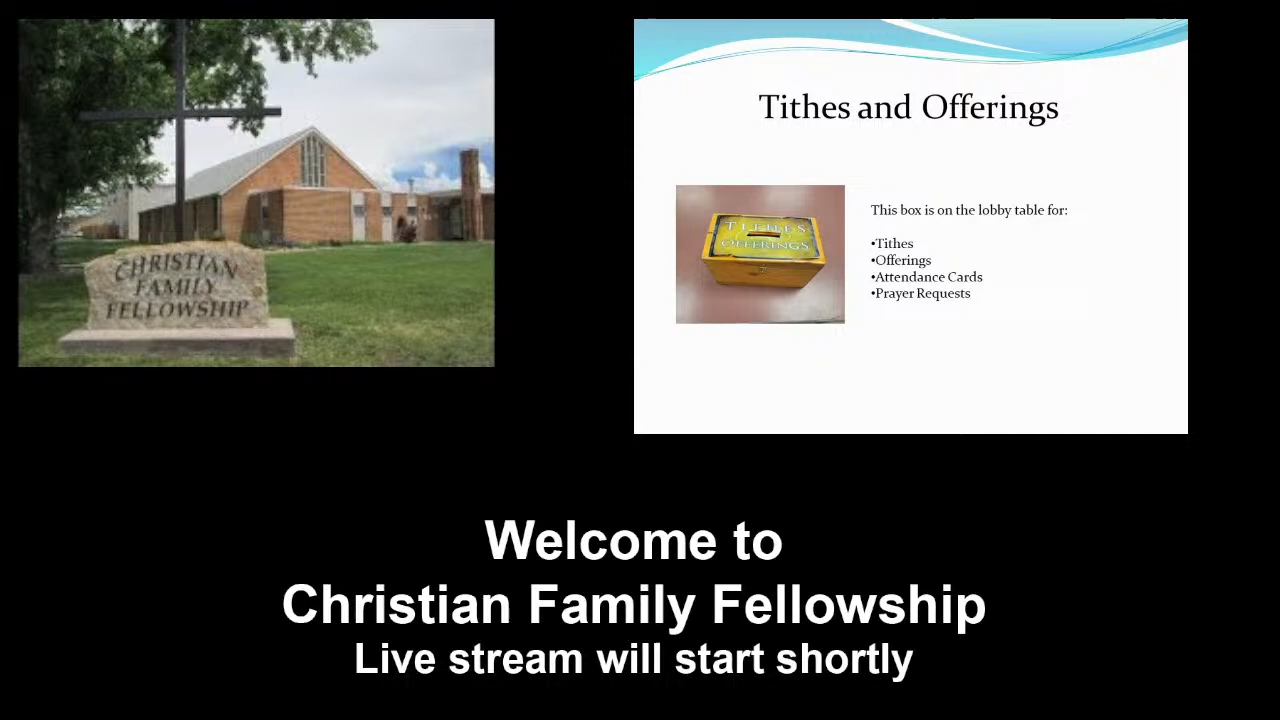 CHRISTIAN
FAMILY
FELLOWSHIP
Tithes and Offerings
TITHES
OFFERINGS
This box is on the lobby table for:
•Tithes
•Offerings
•Attendance Cards
•Prayer Requests
Welcome to
Christian Family Fellowship
Live stream will start shortly